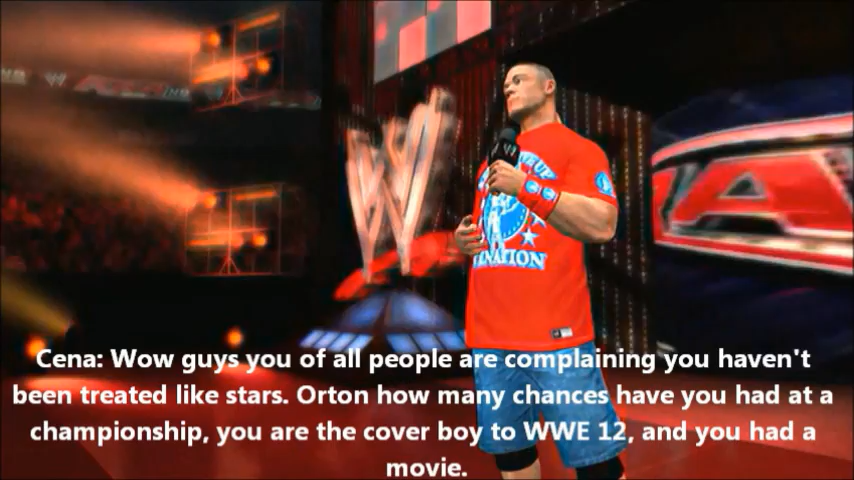 W
NATION
Cena: Wow guys you of all people are complaining you haven't
been treated like stars. Orton how many chances have you had at a
championship, you are the cover boy to WWE 12, and you had a
movie.